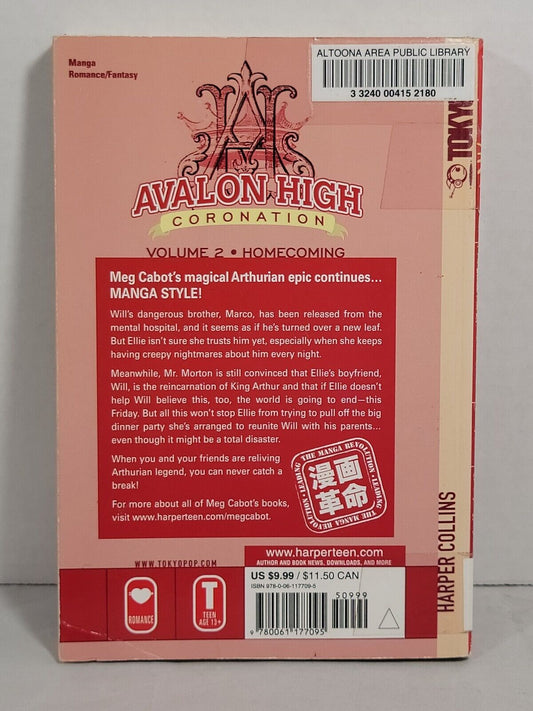 Manga
Romance/Fantasy
ALTOONA AREA PUBLIC LIBRARY
3 3240 00415 2180
AH
AVALON HIGH
CORONATION
VOLUME 2 • HOMECOMING
Meg Cabot's magical Arthurian epic continues...
MANGA STYLE!
Will's dangerous brother, Marco, has been released from the
mental hospital, and it seems as if he's turned over a new leaf.
But Ellie isn't sure she trusts him yet, especially when she keeps
having creepy nightmares about him every night.
Meanwhile, Mr. Morton is still convinced that Ellie's boyfriend,
Will, is the reincarnation of King Arthur and that if Ellie doesn't
help Will believe this, too, the world is going to end—this
Friday. But all this won't stop Ellie from trying to pull off the big
dinner party she's arranged to reunite Will with his parents...
even though it might be a total disaster.
When you and your friends are reliving
Arthurian legend, you can never catch a
break!
For more about all of Meg Cabot's books,
visit www.harperteen.com/megcabot.
LEADING THE MANGA REVOLUTION • LEADING THE MANGA REVOLUTION •
漫画
革命
www.harperteen.com
AUTHOR AND BOOK NEWS, DOWNLOADS, AND MORE
WWW.TOKYOPOP.COM
ROMANCE
T
TEEN
AGE 13+
US $9.99 / $11.50 CAN
ISBN 978-0-06-117709-5
50999
9 780061 177095
TOKYO
HARPER COLLINS